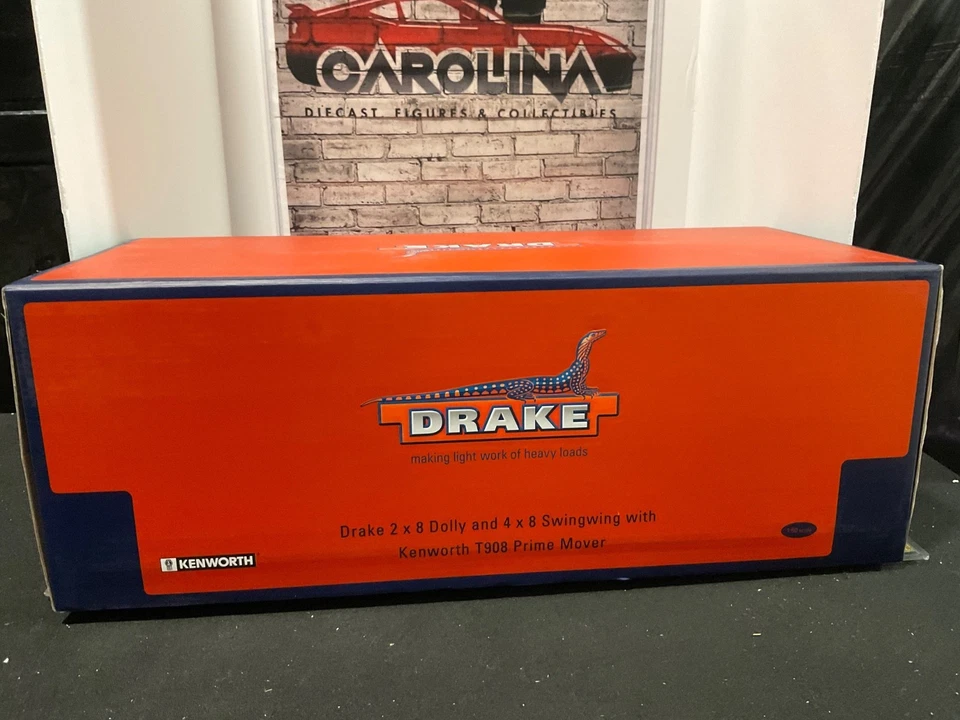 CAROLINA
DIECAST, FIGURES & COLLECTIBLES
DRAKE
DRAKE
making light work of heavy loads
Drake 2 x 8 Dolly and 4 x 8 Swingwing with
Kenworth T908 Prime Mover
KENWORTH